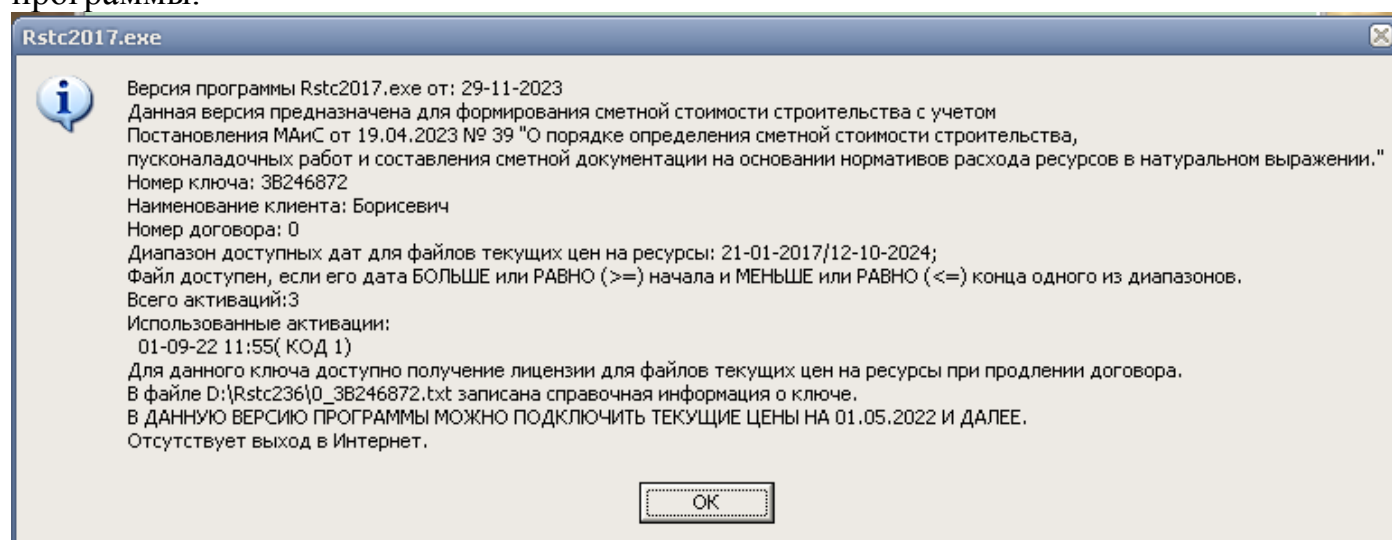 программы.
Rstc2017.exe
Версия программы Rstc2017.exe от: 29-11-2023
Данная версия предназначена для формирования сметной стоимости строительства с учетом
Постановления МАиС от 19.04.2023 № 39 "О порядке определения сметной стоимости строительства,
пусконаладочных работ и составления сметной документации на основании нормативов расхода ресурсов в натуральном выражении."
Номер ключа: 3B246872
Наименование клиента: Борисевич
Номер договора: 0
Диапазон доступных дат для файлов текущих цен на ресурсы: 21-01-2017/12-10-2024;
Файл доступен, если его дата БОЛЬШЕ или РАВНО (>=) начала и МЕНЬШЕ или РАВНО (<=) конца одного из диапазонов.
Всего активаций:3
Использованные активации:
01-09-22 11:55( КОД 1)
Для данного ключа доступно получение лицензии для файлов текущих цен на ресурсы при продлении договора.
В файле D:\Rstc236\0_3B246872.txt записана справочная информация о ключе.
В ДАННУЮ ВЕРСИЮ ПРОГРАММЫ МОЖНО ПОДКЛЮЧИТЬ ТЕКУЩИЕ ЦЕНЫ НА 01.05.2022 И ДАЛЕЕ.
Отсутствует выход в Интернет.
ОК